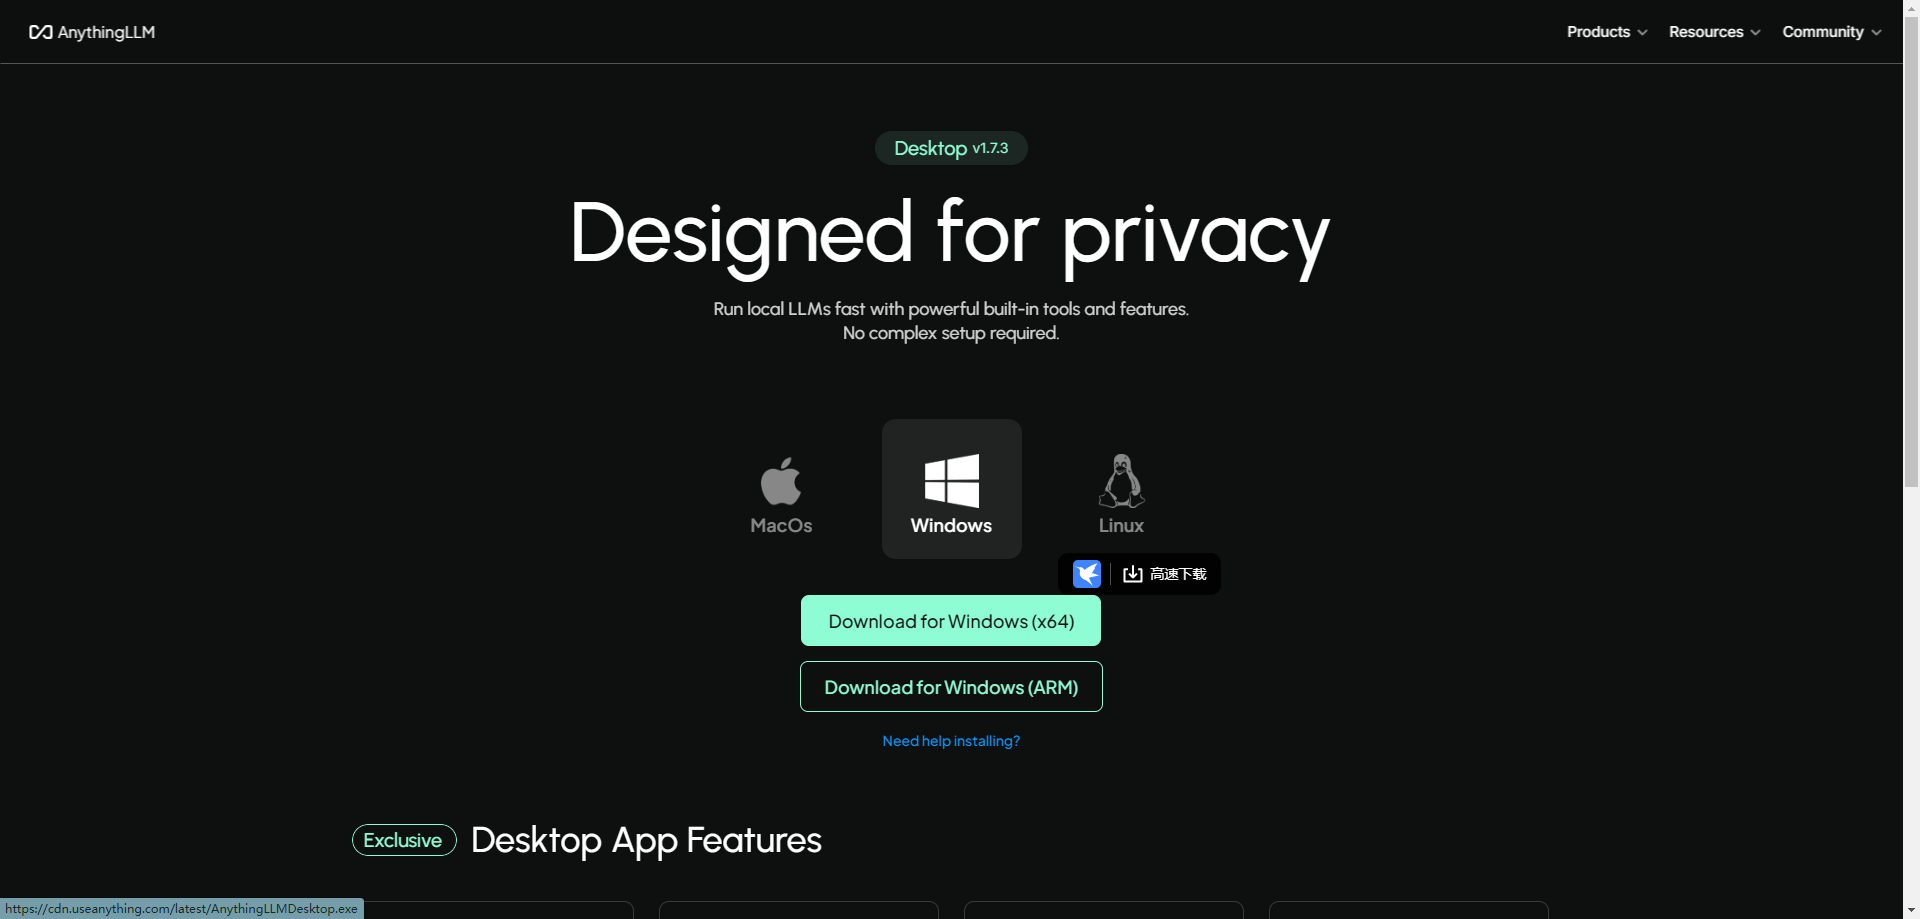 AnythingLLM
Products
Resources
Community
Desktop v1.7.3
Designed for privacy
Run local LLMs fast with powerful built-in tools and features.
No complex setup required.
MacOs
Windows
Linux
高速下载
Download for Windows (x64)
Download for Windows (ARM)
Need help installing?
Exclusive
Desktop App Features
https://cdn.useanything.com/latest/AnythingLLMDesktop.exe